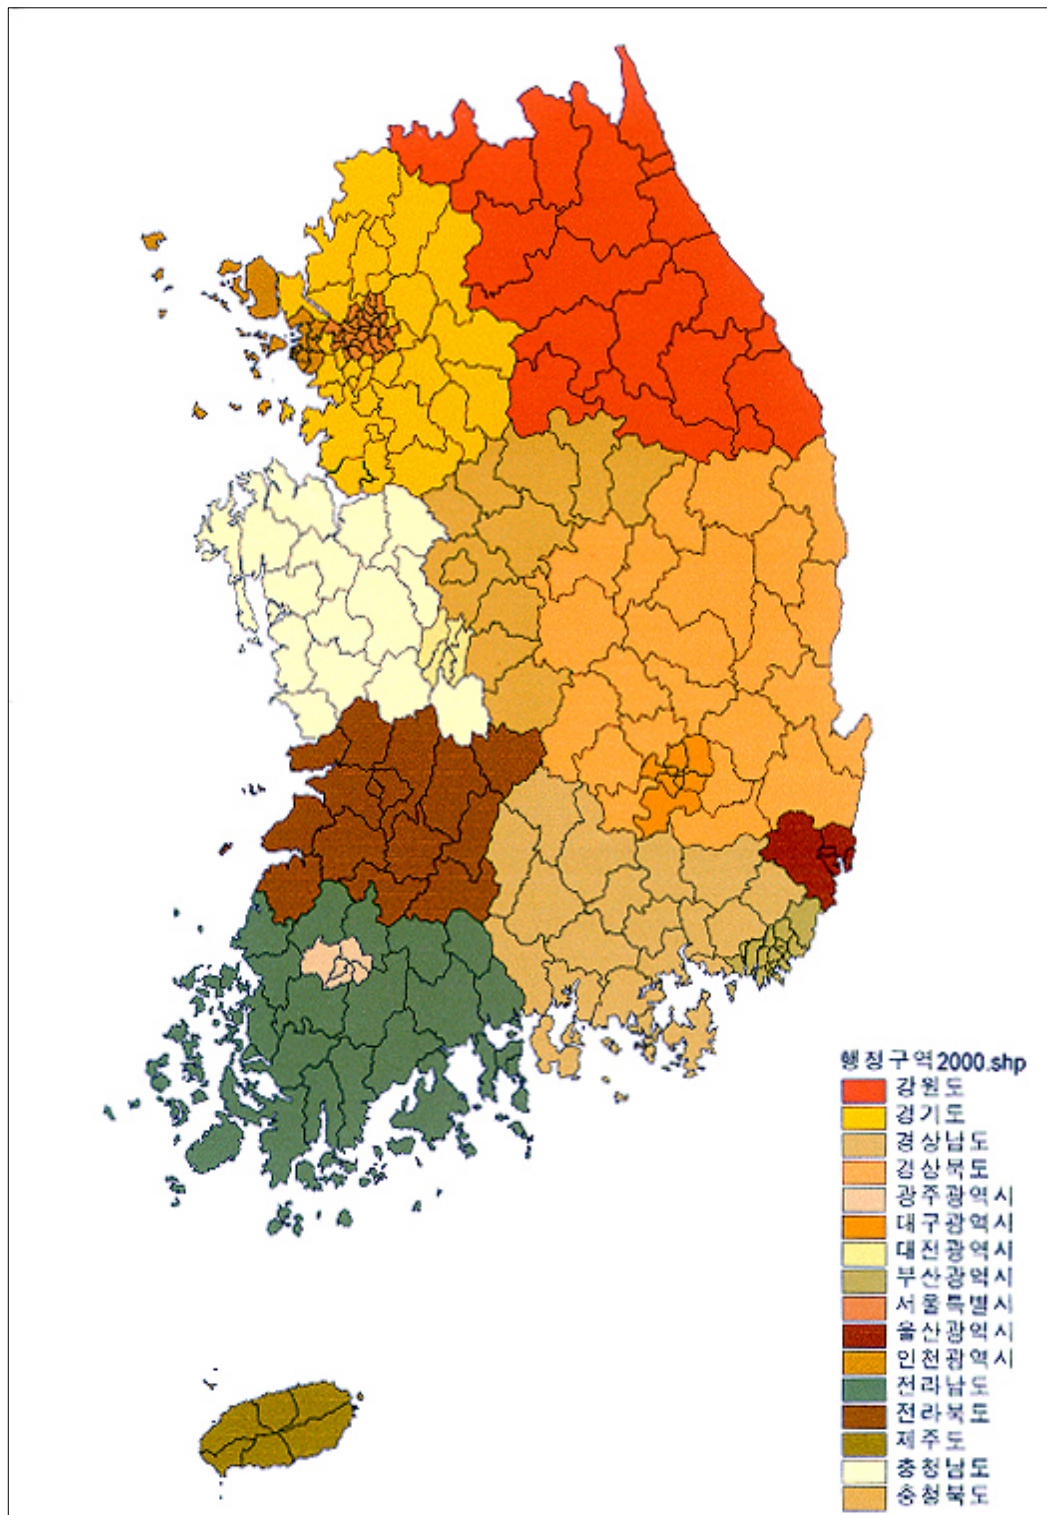 행정구역2000.shp
강원도
경기도
경상남도
경상북도
광주광역시
대구광역시
대전광역시
부산광역시
서울특별시
울산광역시
인천광역시
전라남도
전라북도
제주도
충청남도
충청북도